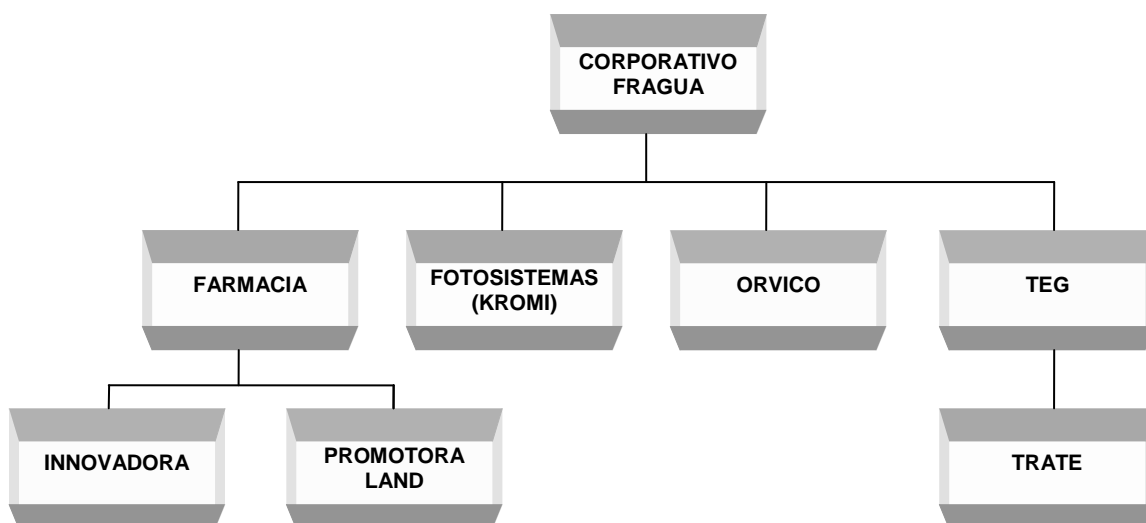 CORPORATIVO
FRAGUA
FARMACIA
FOTOSISTEMAS
(KROMI)
ORVICO
TEG
INNOVADORA
PROMOTORA
LAND
TRATE